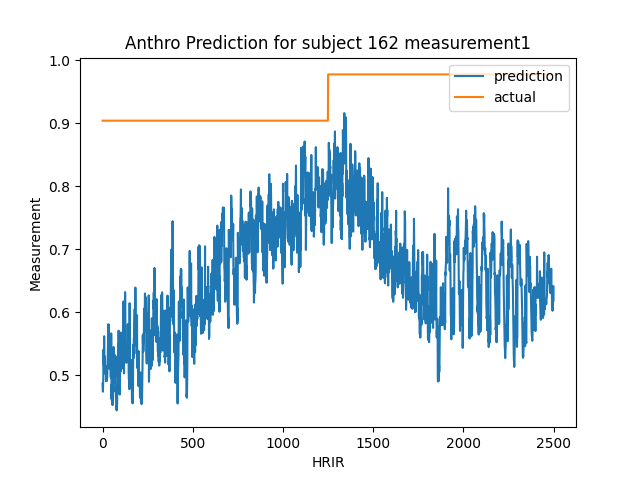 Anthro Prediction for subject 162 measurement1
1.0
0.9
0.8
0.7
0.6
0.5
Measurement
prediction
actual
0 500 1000 1500 2000 2500
HRIR